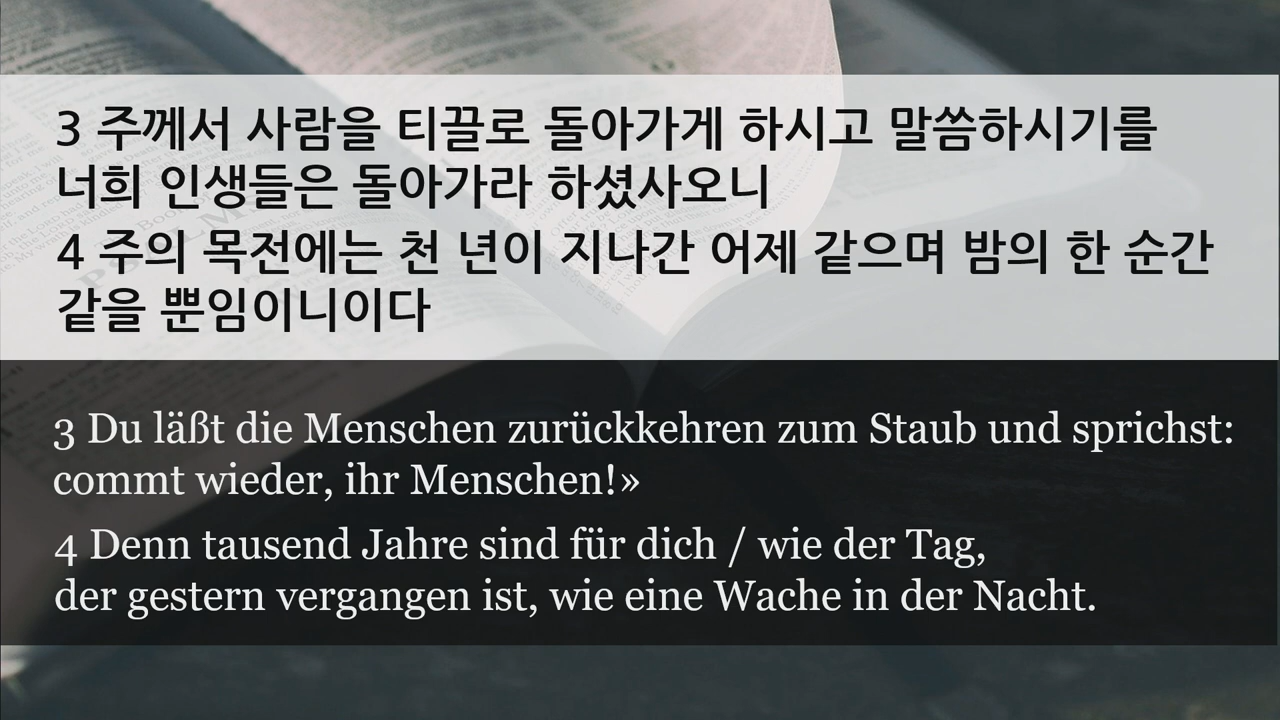 3 주께서 사람을 티끌로 돌아가게 하시고 말씀하시기를
너희 인생들은 돌아가라 하셨사오니
4 주의 목전에는 천 년이 지나간 어제 같으며 밤의 한 순간
같을 뿐임이니이다
3 Du läßt die Menschen zurückkehren zum Staub und sprichst:
commt wieder, ihr Menschen!»
4 Denn tausend Jahre sind für dich / wie der Tag,
der gestern vergangen ist, wie eine Wache in der Nacht.